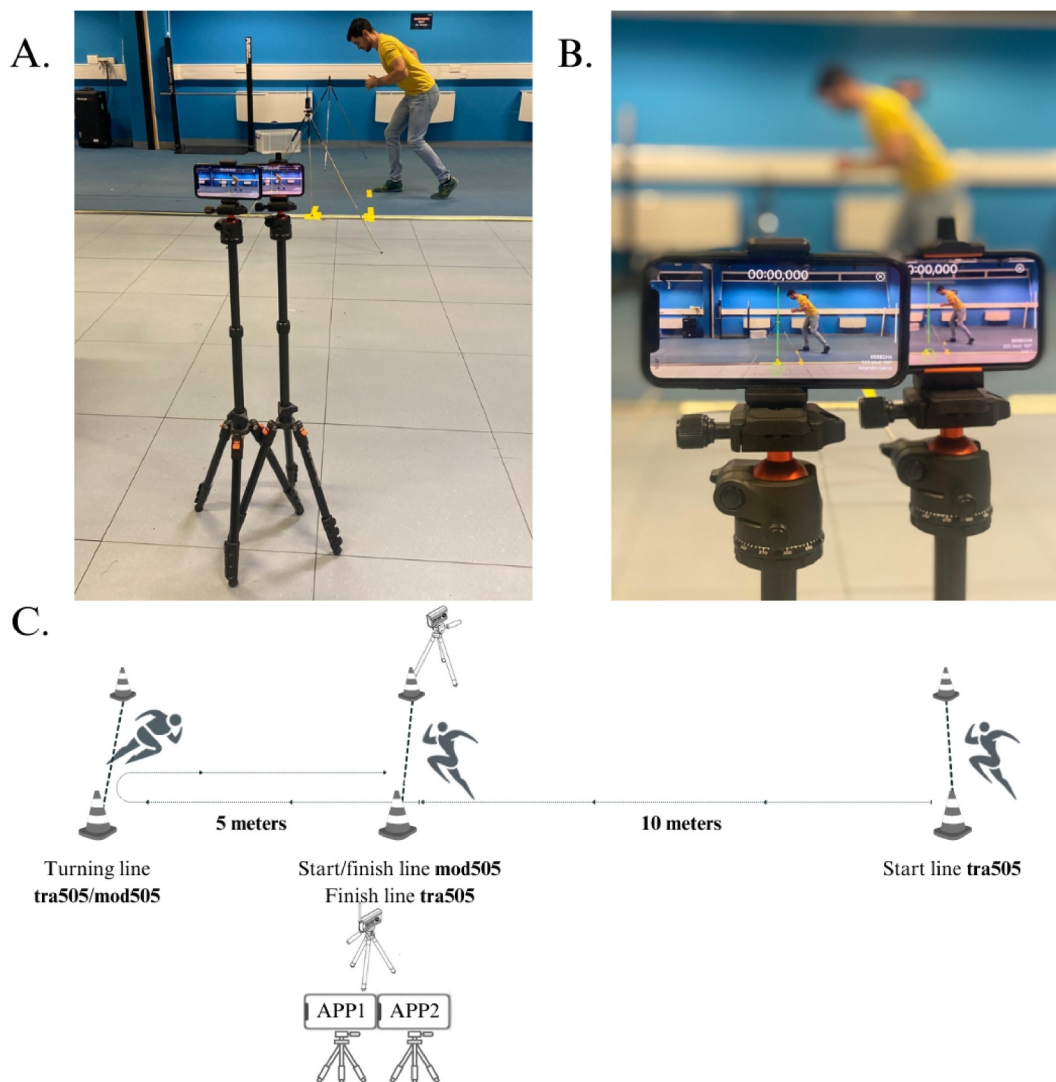 A.
B.
00:00,000
00,000
C.
5 meters
10 meters
Turning line
tra505/mod505
Start/finish line mod505
Finish line tra505
Start line tra505
APP1
APP2